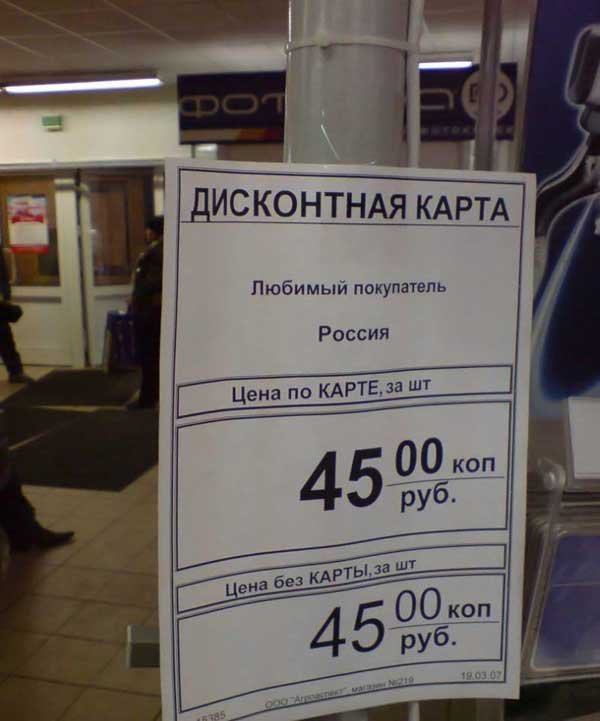 ДИСКОНТНАЯ КАРТА
Любимый покупатель
Россия
Цена по КАРТЕ, за шт
45 00 коп
руб.
Цена без КАРТЫ, за шт
45 00 коп
руб.
15385 ООО "Агроаспект", магазин №219 19.03.07